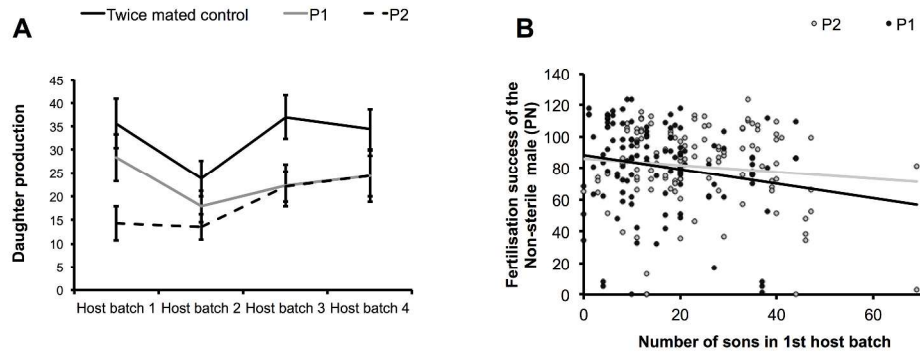 A
Twice mated control P1 P2
Daughter production
45
40
35
30
25
20
15
10
5
0
Host batch 1 Host batch 2 Host batch 3 Host batch 4
B
P2 P1
Fertilisation success of the
Non-sterile male (PN)
140
120
100
80
60
40
20
0
0 20 40 60
Number of sons in 1st host batch